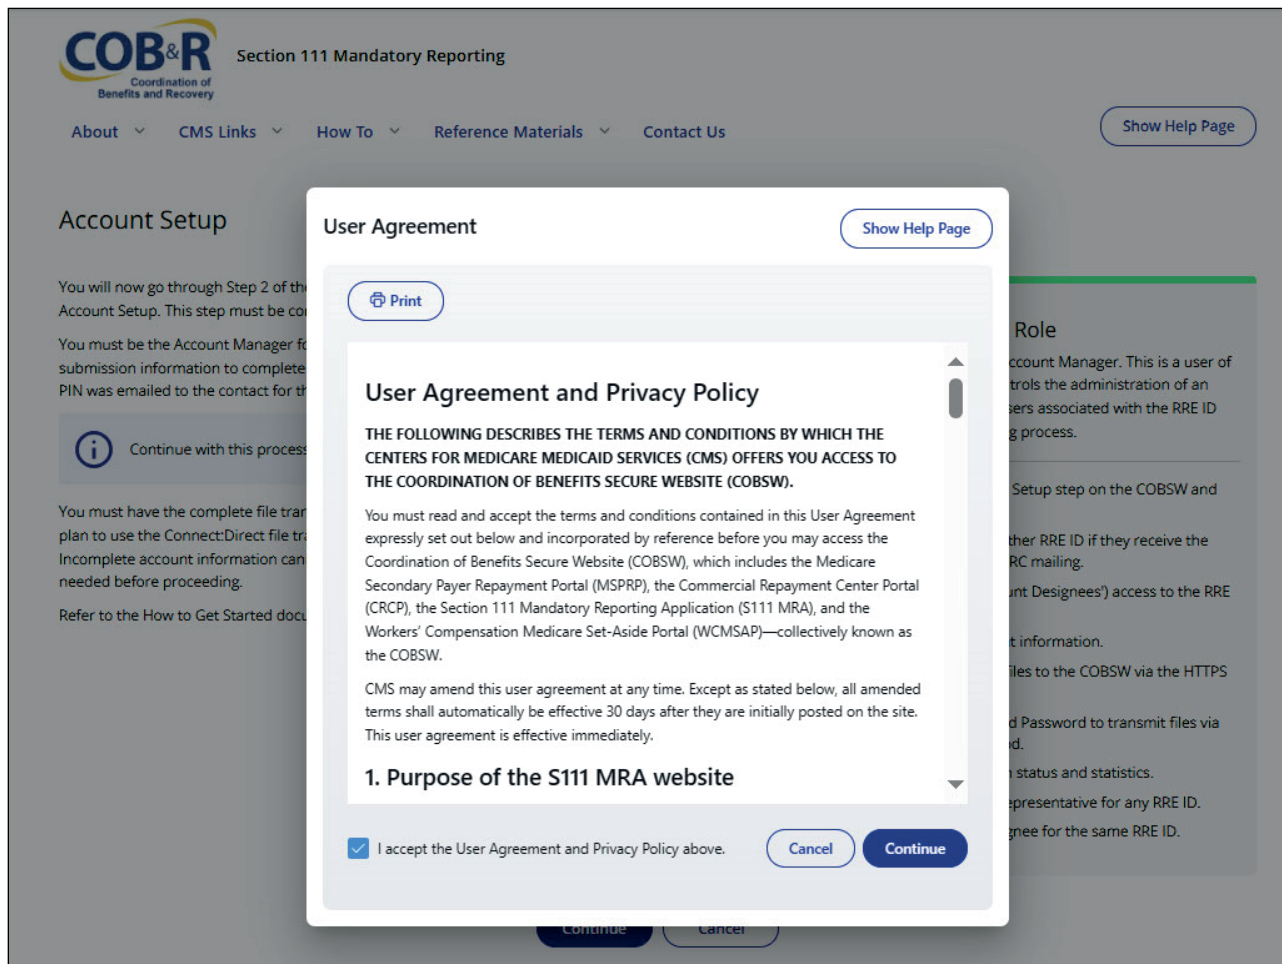 COB&R
Coordination of
Benefits and Recovery
Section 111 Mandatory Reporting
About
CMS Links
How To
Reference Materials
Contact Us
Show Help Page
Account Setup
You will now go through Step 2 of the
Account Setup. This step must be
You must be the Account Manager
submission information to complete
PIN was emailed to the contact for
Continue with this process
You must have the complete file
plan to use the Connect:Direct file
Incomplete account information can
needed before proceeding.
Refer to the How to Get Started
User Agreement
Show Help Page
Print
User Agreement and Privacy Policy
THE FOLLOWING DESCRIBES THE TERMS AND CONDITIONS BY WHICH THE
CENTERS FOR MEDICARE MEDICAID SERVICES (CMS) OFFERS YOU ACCESS TO
THE COORDINATION OF BENEFITS SECURE WEBSITE (COBSW).
You must read and accept the terms and conditions contained in this User Agreement
expressly set out below and incorporated by reference before you may access the
Coordination of Benefits Secure Website (COBSW), which includes the Medicare
Secondary Payer Repayment Portal (MSPRP), the Commercial Repayment Center Portal
(CRCP), the Section 111 Mandatory Reporting Application (S111 MRA), and the
Workers' Compensation Medicare Set-Aside Portal (WCMSAP)—collectively known as
the COBSW.
CMS may amend this user agreement at any time. Except as stated below, all amended
terms shall automatically be effective 30 days after they are initially posted on the site.
This user agreement is effective immediately.
1. Purpose of the S111 MRA website
I accept the User Agreement and Privacy Policy above.
Cancel
Continue
Role
Account Manager. This is a user of
the administration of an
associated with the RRE ID
process.
Setup step on the COBSW and
RRE ID if they receive the
mailing.
Designees') access to the RRE
information.
files to the COBSW via the HTTPS
Password to transmit files via
status and statistics.
representative for any RRE ID.
for the same RRE ID.
Continue
Cancel